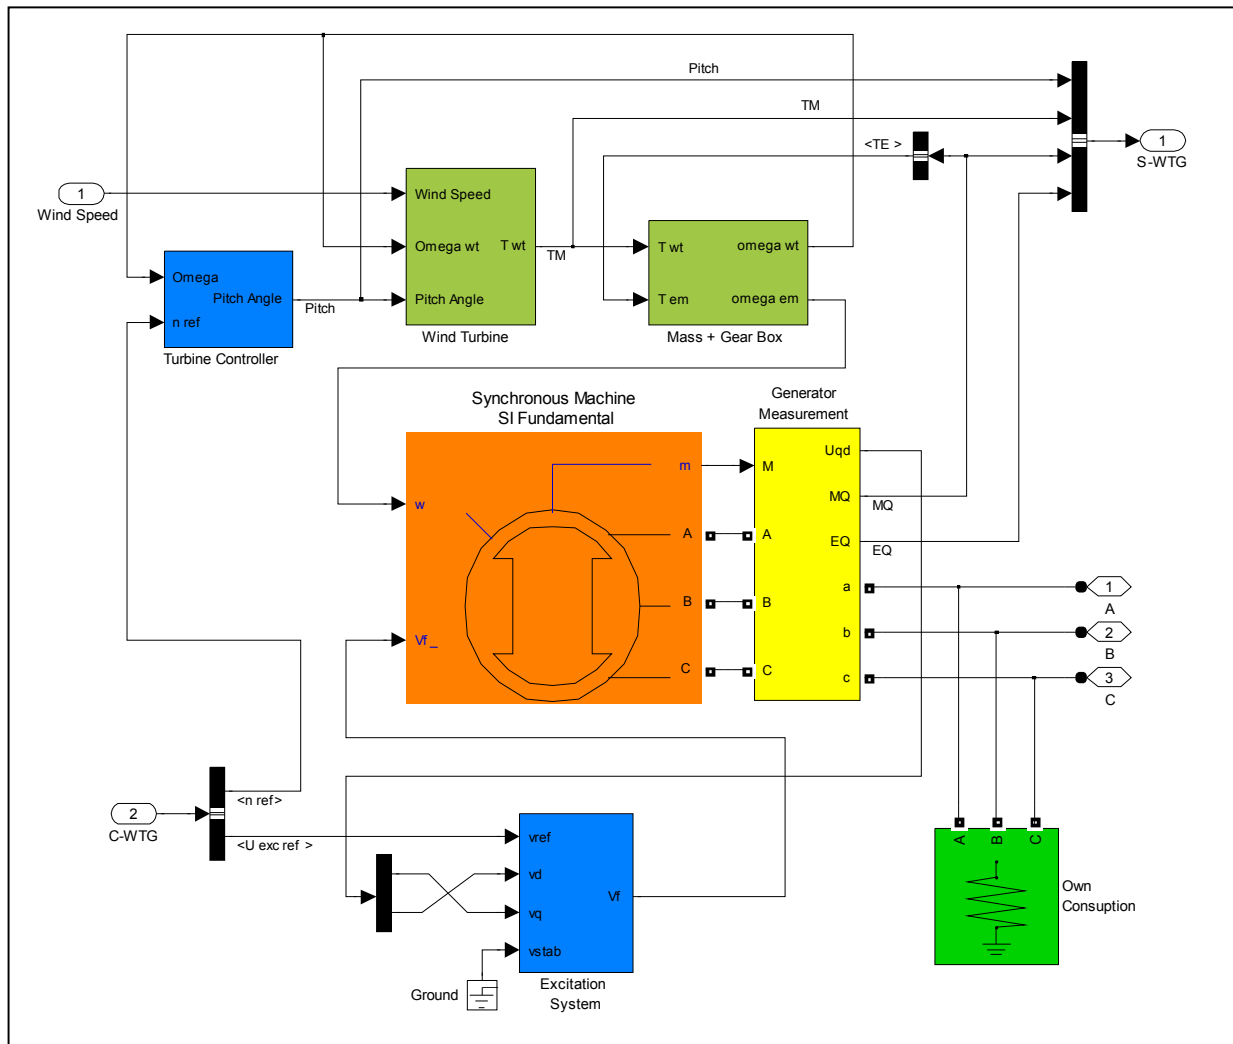 Pitch
TM
<TE >
1
S-WTG
1
Wind Speed
Wind Speed
Omega wt
T wt
Pitch Angle
TM
Wind Turbine
T wt
omega wt
T em
omega em
Mass + Gear Box
Omega
Pitch Angle
n ref
Pitch
Turbine Controller
Synchronous Machine
SI Fundamental
w
m
A
B
Vf_
C
Generator
Measurement
Uqd
M
MQ
MQ
A
EQ
EQ
a
B
b
C
c
1
A
2
B
3
C
<n ref>
2
C-WTG
<U exc ref >
vref
vd
Vf
vq
vstab
Ground
Excitation
System
A
B
C
Own
Consuption